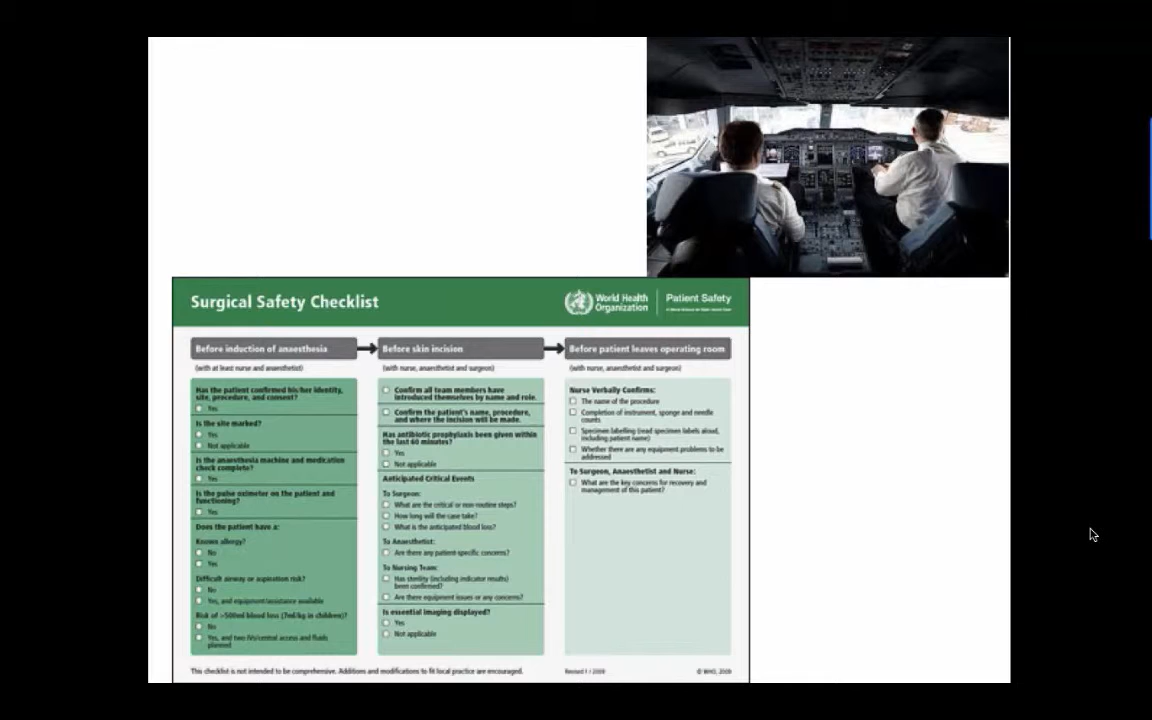 Surgical Safety Checklist
World Health
Organization
Patient Safety
Before induction of anaesthesia
(with at least nurse and anaesthetist)
Has the patient confirmed his/her identity,
site, procedure, and consent?
Yes
Is the site marked?
Yes
Not applicable
Is the anaesthesia machine and medication
check complete?
Yes
Is the pulse oximeter on the patient and
functioning?
Yes
Does the patient have a:
Known allergy?
No
Yes
Difficult airway or aspiration risk?
No
Yes, and equipment/assistance available
Risk of >500ml blood loss (7ml/kg in children)?
No
Yes, and two IVs/central access and fluids
planned
Before skin incision
(with nurse, anaesthetist and surgeon)
Confirm all team members have
introduced themselves by name and role.
Confirm the patient's name, procedure,
and where the incision will be made.
Has antibiotic prophylaxis been given within
the last 60 minutes?
Yes
Not applicable
Anticipated Critical Events
To Surgeon:
What are the critical or non-routine steps?
How long will the case take?
What is the anticipated blood loss?
To Anaesthetist:
Are there any patient-specific concerns?
To Nursing Team:
Has sterility (including indicator results)
been confirmed?
Are there equipment issues or any concerns?
Is essential imaging displayed?
Yes
Not applicable
Before patient leaves operating room
(with nurse, anaesthetist and surgeon)
Nurse Verbally Confirms:
The name of the procedure
Completion of instrument, sponge and needle
counts
Specimen labelling (read specimen labels aloud,
including patient name)
Whether there are any equipment problems to be
addressed
To Surgeon, Anaesthetist and Nurse:
What are the key concerns for recovery and
management of this patient?
This checklist is not intended to be comprehensive. Additions and modifications to fit local practice are encouraged.
Revised 1 / 2009
© WHO, 2009